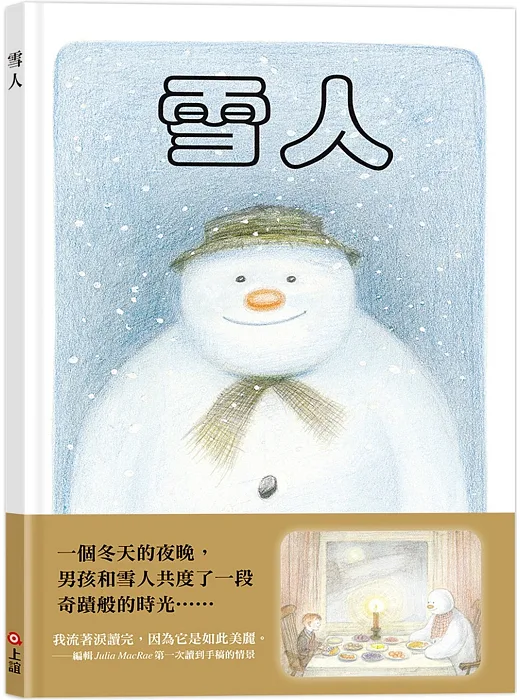 雪人
雪人
一個冬天的夜晚，
男孩和雪人共度了一段
奇蹟般的時光……
我流著淚讀完，因為它是如此美麗。
——編輯 Julia MacRae 第一次讀到手稿的情景
上誼